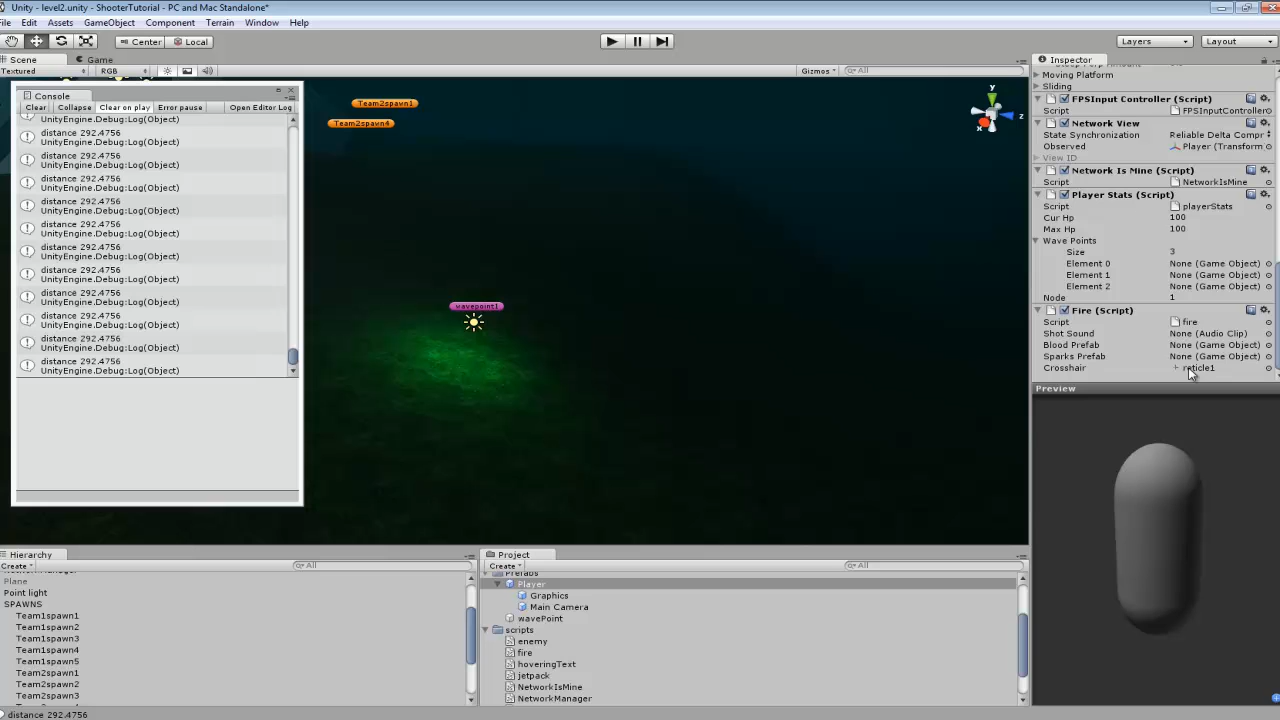 Unity - level2.unity - ShooterTutorial - PC and Mac Standalone*
File Edit Assets GameObject Component Terrain Window Help
Center Local
Layers Layout
Scene Game
Textured RGB Gizmos All
Console
Clear Collapse Clear on play Error pause Open Editor Log
UnityEngine.Debug:Log(Object)
distance 292.4756
UnityEngine.Debug:Log(Object)
distance 292.4756
UnityEngine.Debug:Log(Object)
distance 292.4756
UnityEngine.Debug:Log(Object)
distance 292.4756
UnityEngine.Debug:Log(Object)
distance 292.4756
UnityEngine.Debug:Log(Object)
distance 292.4756
UnityEngine.Debug:Log(Object)
distance 292.4756
UnityEngine.Debug:Log(Object)
distance 292.4756
UnityEngine.Debug:Log(Object)
distance 292.4756
UnityEngine.Debug:Log(Object)
distance 292.4756
UnityEngine.Debug:Log(Object)
distance 292.4756
UnityEngine.Debug:Log(Object)
Team2spawn1
Team2spawn4
wavepoint1
y
z
x
Inspector
Moving Platform
Sliding
FPSInput Controller (Script)
Script FPSInputController
Network View
State Synchronization Reliable Delta Compr
Observed Player (Transform
View ID
Network Is Mine (Script)
Script NetworkIsMine
Player Stats (Script)
Script playerStats
Cur Hp 100
Max Hp 100
Wave Points
Size 3
Element 0 None (Game Object)
Element 1 None (Game Object)
Element 2 None (Game Object)
Node 1
Fire (Script)
Script fire
Shot Sound None (Audio Clip)
Blood Prefab None (Game Object)
Sparks Prefab None (Game Object)
Crosshair reticle1
Preview
Hierarchy
Create All
Plane
Point light
SPAWNS
Team1spawn1
Team1spawn2
Team1spawn3
Team1spawn4
Team1spawn5
Team2spawn1
Team2spawn2
Team2spawn3
Project
Create All
Prefabs
Player
Graphics
Main Camera
wavePoint
scripts
enemy
fire
hoveringText
jetpack
NetworkIsMine
NetworkManager
distance 292.4756